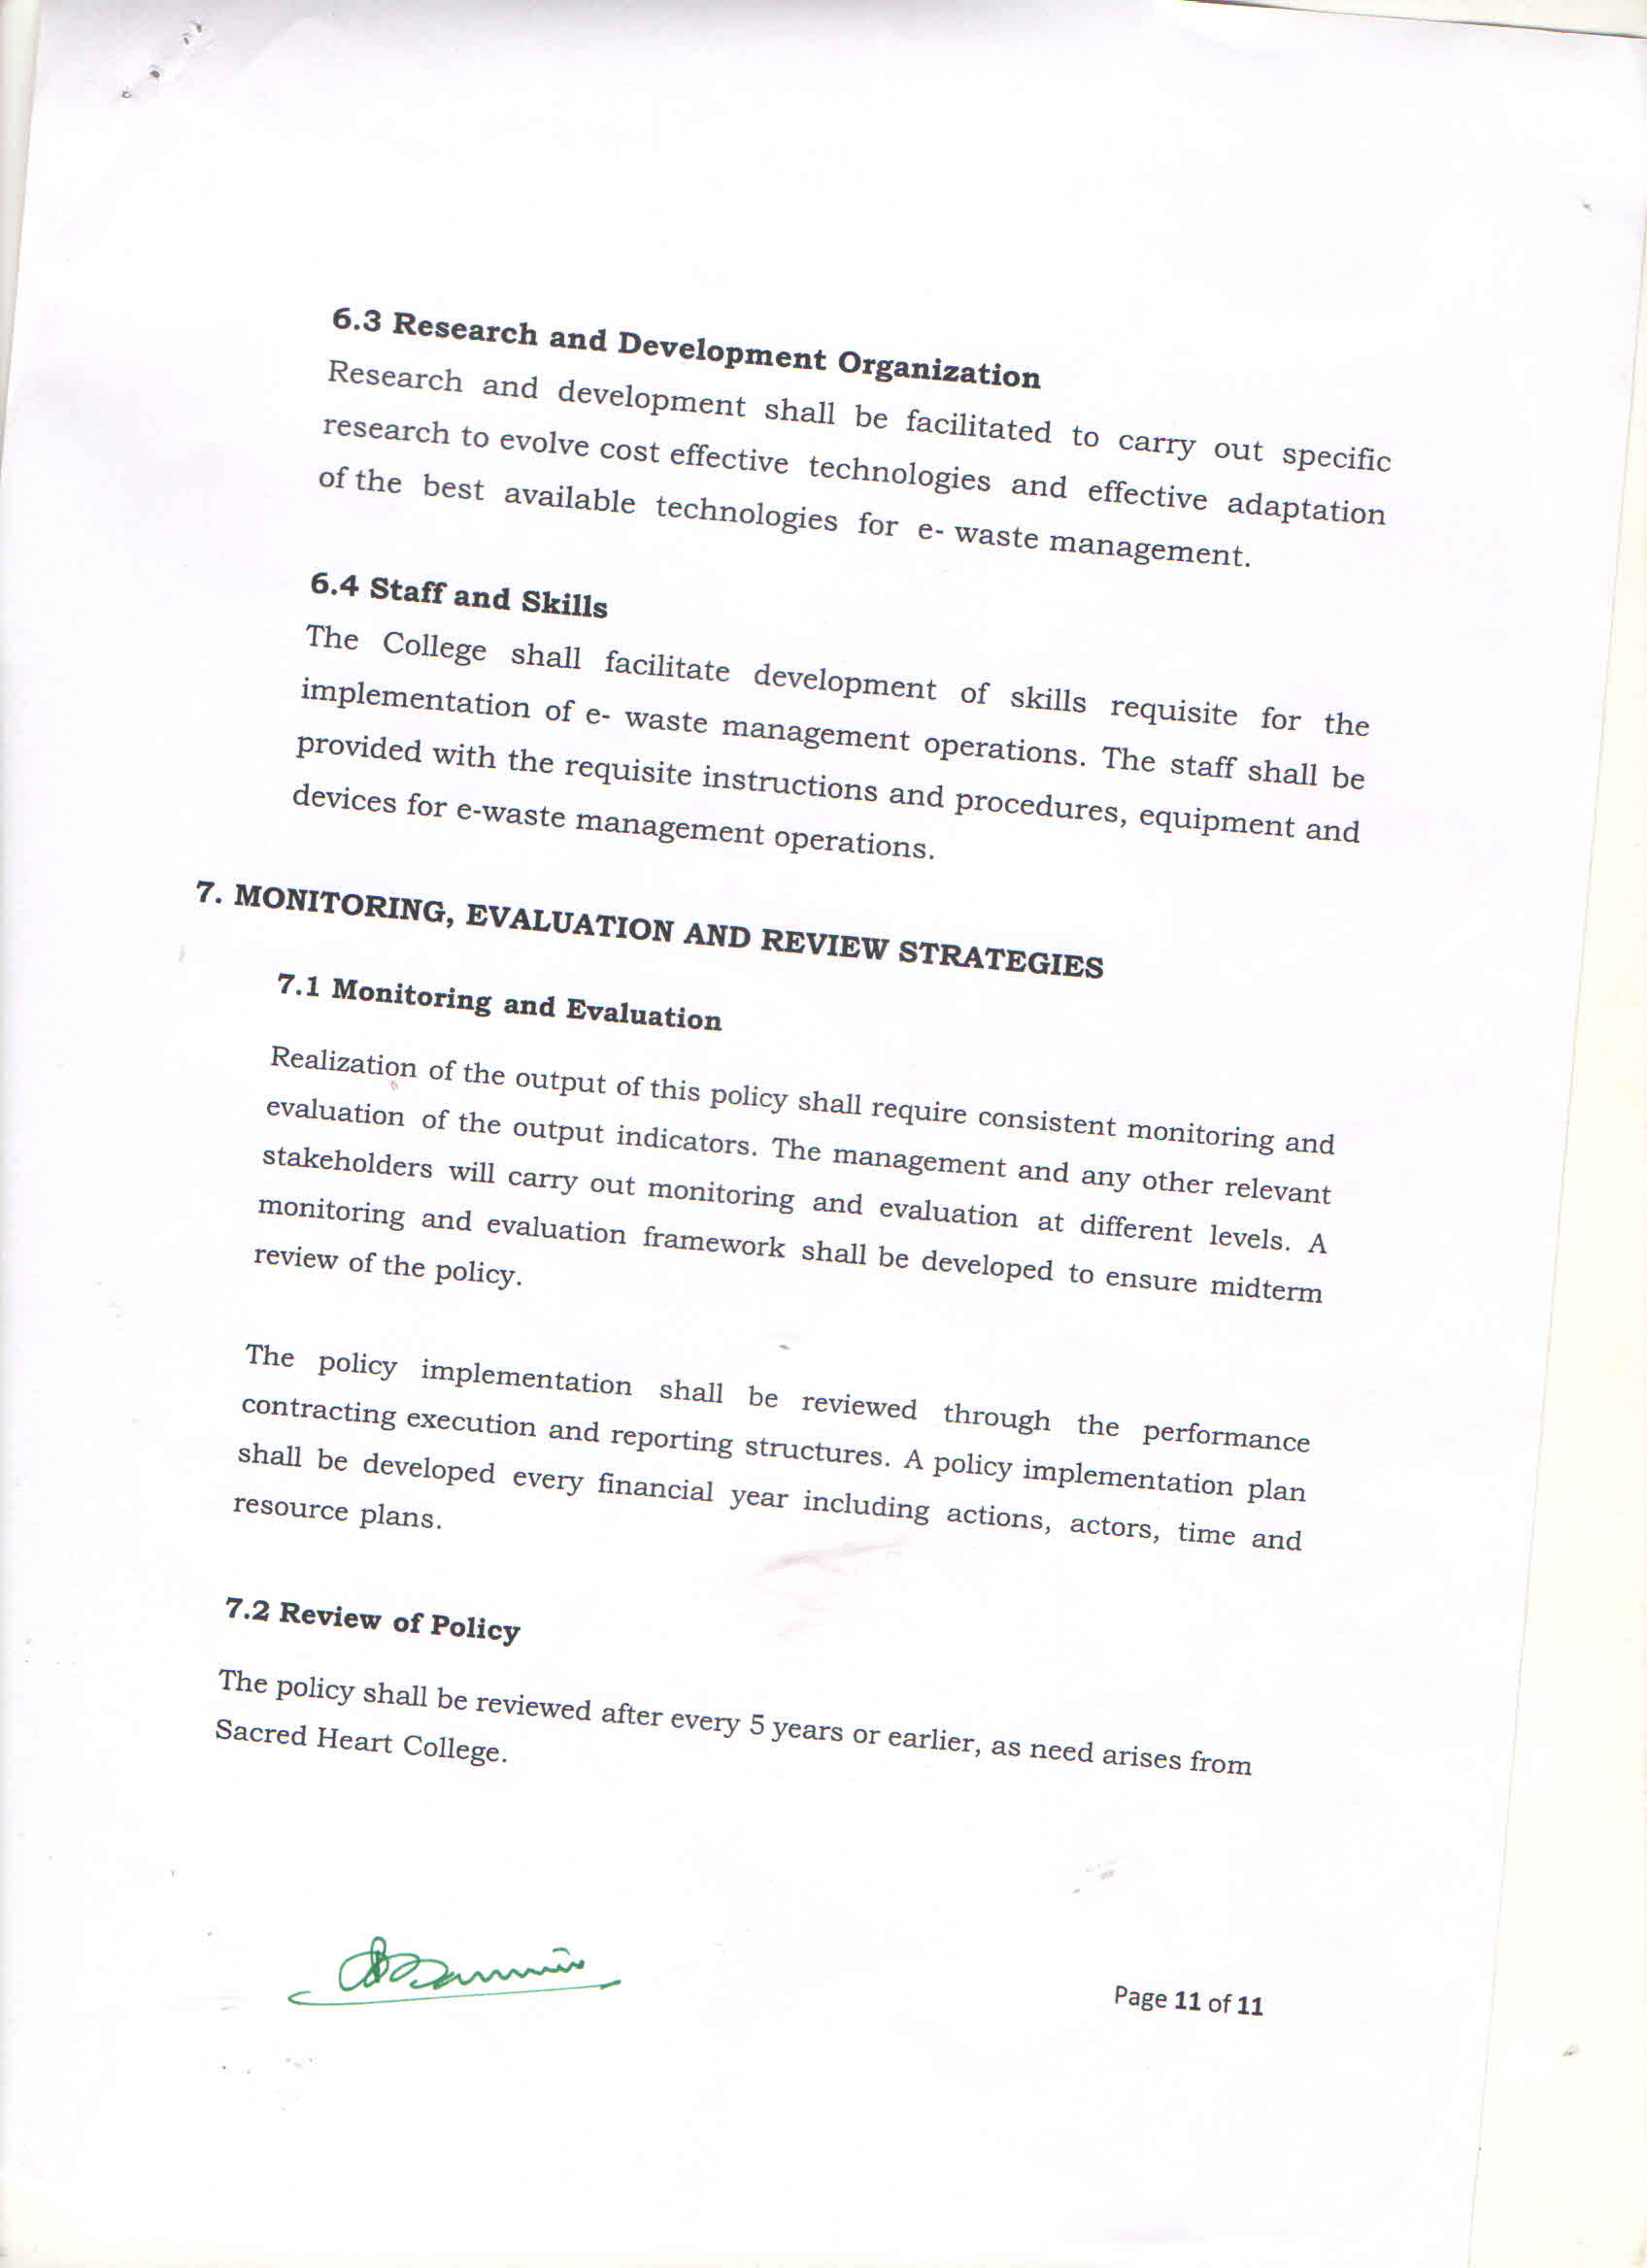 6.3 Research and Development Organization
Research and development shall be facilitated to carry out specific
research to evolve cost effective technologies and effective adaptation
of the best available technologies for e- waste management.
6.4 Staff and Skills
The College shall facilitate development of skills requisite for the
implementation of e- waste management operations. The staff shall be
provided with the requisite instructions and procedures, equipment and
devices for e-waste management operations.
7. MONITORING, EVALUATION AND REVIEW STRATEGIES
7.1 Monitoring and Evaluation
Realization of the output of this policy shall require consistent monitoring and
evaluation of the output indicators. The management and any other relevant
stakeholders will carry out monitoring and evaluation at different levels. A
monitoring and evaluation framework shall be developed to ensure midterm
review of the policy.
The policy implementation shall be reviewed through the performance
contracting execution and reporting structures. A policy implementation plan
shall be developed every financial year including actions, actors, time and
resource plans.
7.2 Review of Policy
The policy shall be reviewed after every 5 years or earlier, as need arises from
Sacred Heart College.
Page 11 of 11